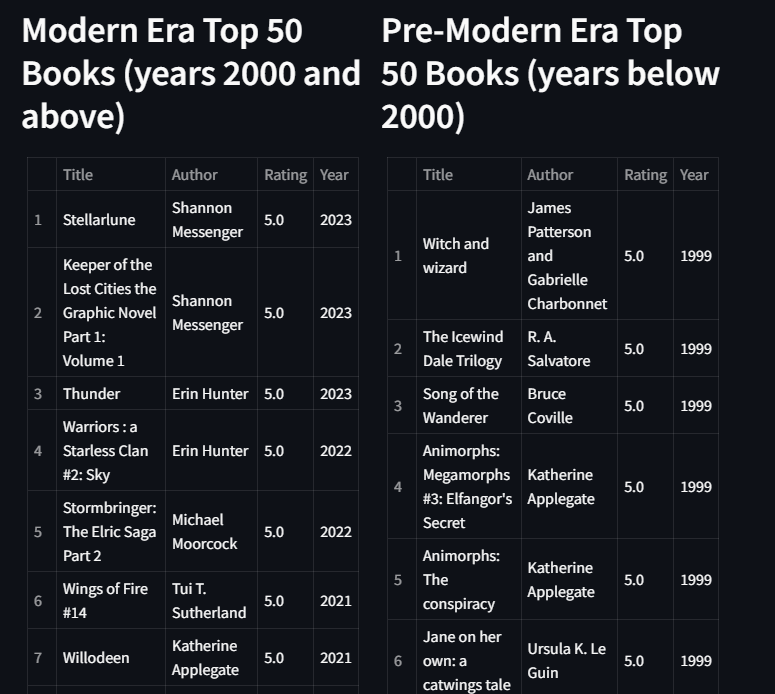 Modern Era Top 50
Books (years 2000 and
above)
Title Author Rating Year
1 Stellarlune Shannon Messenger 5.0 2023
2 Keeper of the Lost Cities the Graphic Novel Part 1: Volume 1 Shannon Messenger 5.0 2023
3 Thunder Erin Hunter 5.0 2023
4 Warriors : a Starless Clan #2: Sky Erin Hunter 5.0 2022
5 Stormbringer: The Elric Saga Part 2 Michael Moorcock 5.0 2022
6 Wings of Fire #14 Tui T. Sutherland 5.0 2021
7 Willodeen Katherine Applegate 5.0 2021
Pre-Modern Era Top
50 Books (years below
2000)
Title Author Rating Year
1 Witch and wizard James Patterson and Gabrielle Charbonnet 5.0 1999
2 The Icewind Dale Trilogy R. A. Salvatore 5.0 1999
3 Song of the Wanderer Bruce Coville 5.0 1999
4 Animorphs: Megamorphs #3: Elfangor's Secret Katherine Applegate 5.0 1999
5 Animorphs: The conspiracy Katherine Applegate 5.0 1999
6 Jane on her own: a catwings tale Ursula K. Le Guin 5.0 1999